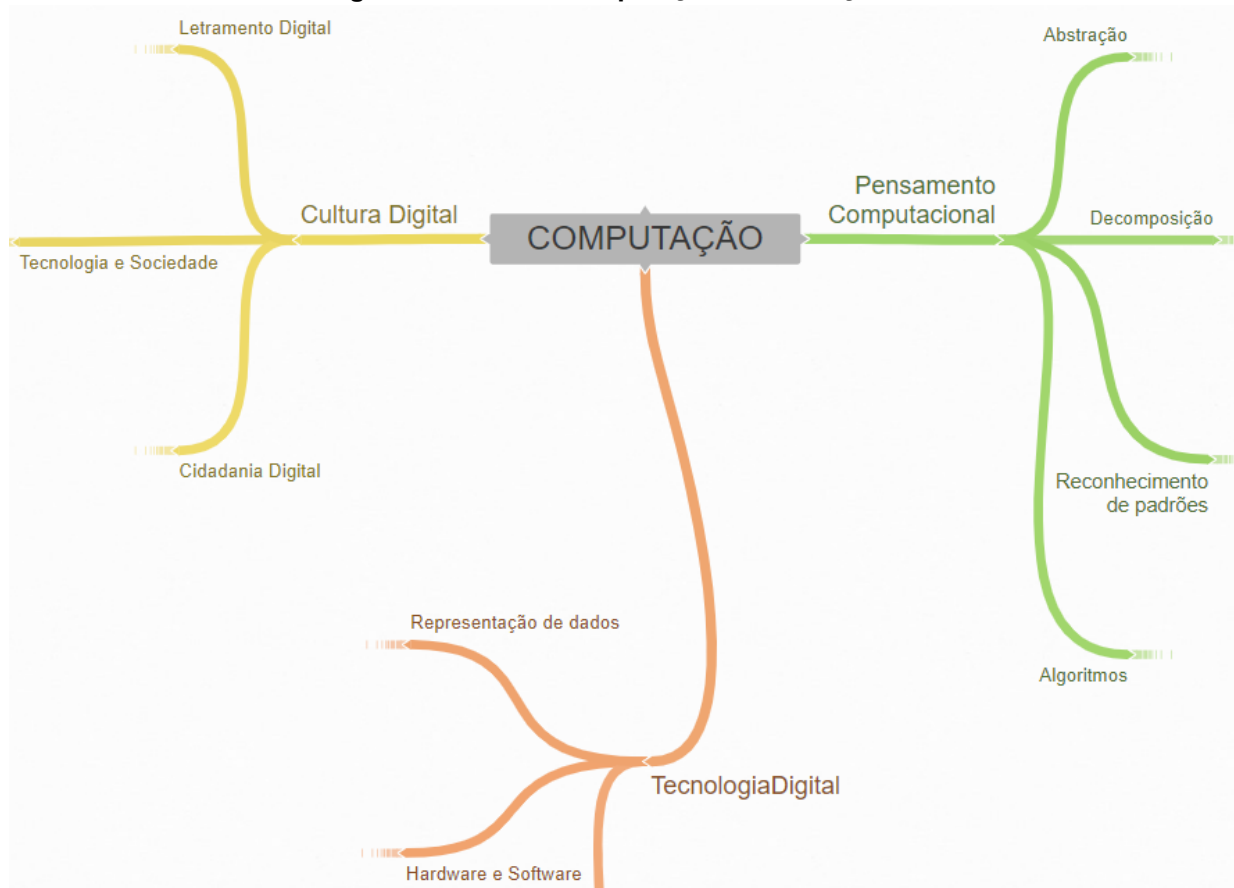 Letramento Digital
Abstração
Pensamento
Computacional
Cultura Digital
COMPUTAÇÃO
Decomposição
Tecnologia e Sociedade
Cidadania Digital
Reconhecimento
de padrões
Representação de dados
Algoritmos
TecnologiaDigital
Hardware e Software